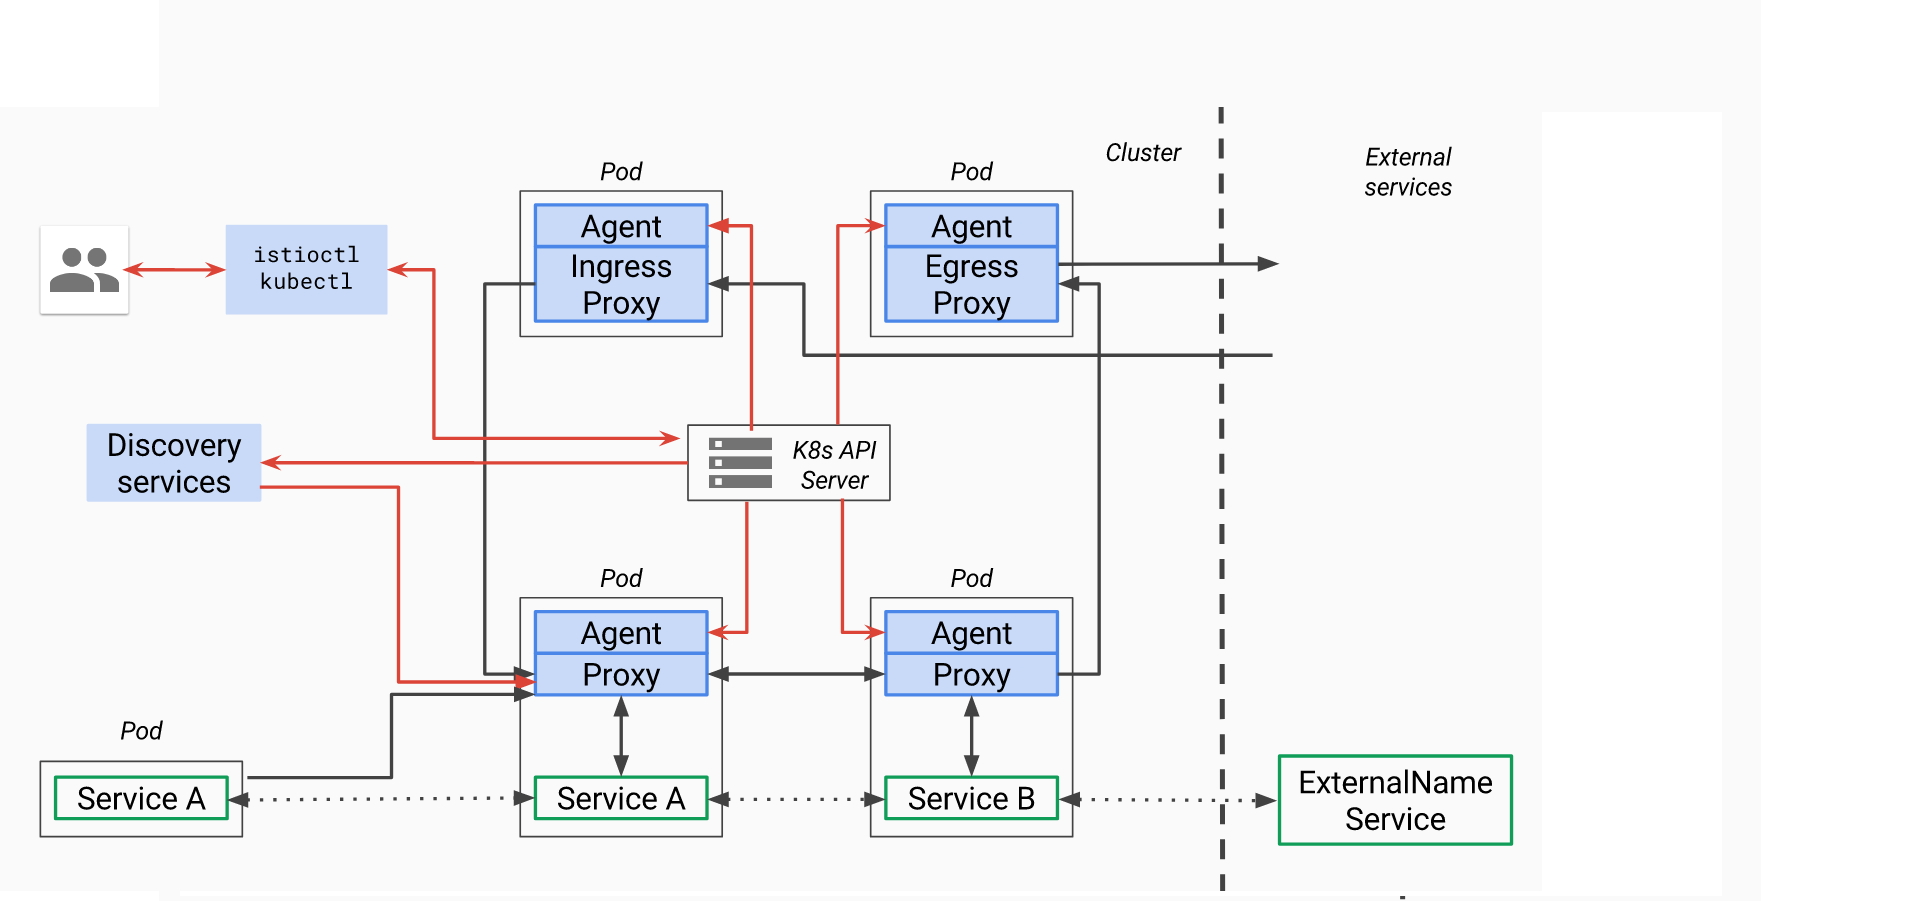 Cluster
External
services
Pod
Pod
Agent
Ingress
Proxy
Agent
Egress
Proxy
istioctl
kubectl
Discovery
services
K8s API
Server
Pod
Pod
Agent
Proxy
Agent
Proxy
Pod
Service A
Service A
Service B
ExternalName
Service